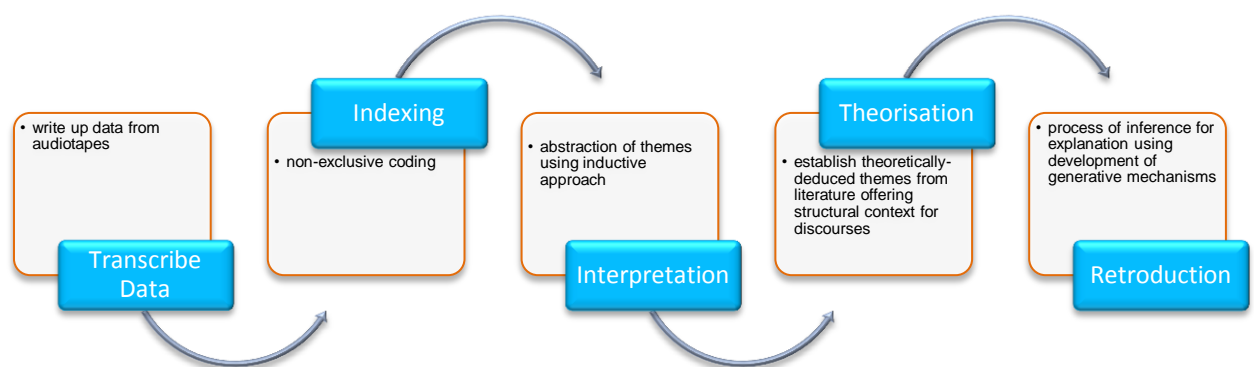 • write up data from
audiotapes
Transcribe
Data
Indexing
• non-exclusive coding
• abstraction of themes
using inductive
approach
Interpretation
Theorisation
• establish theoretically-
deduced themes from
literature offering
structural context for
discourses
• process of inference for
explanation using
development of
generative mechanisms
Retroduction